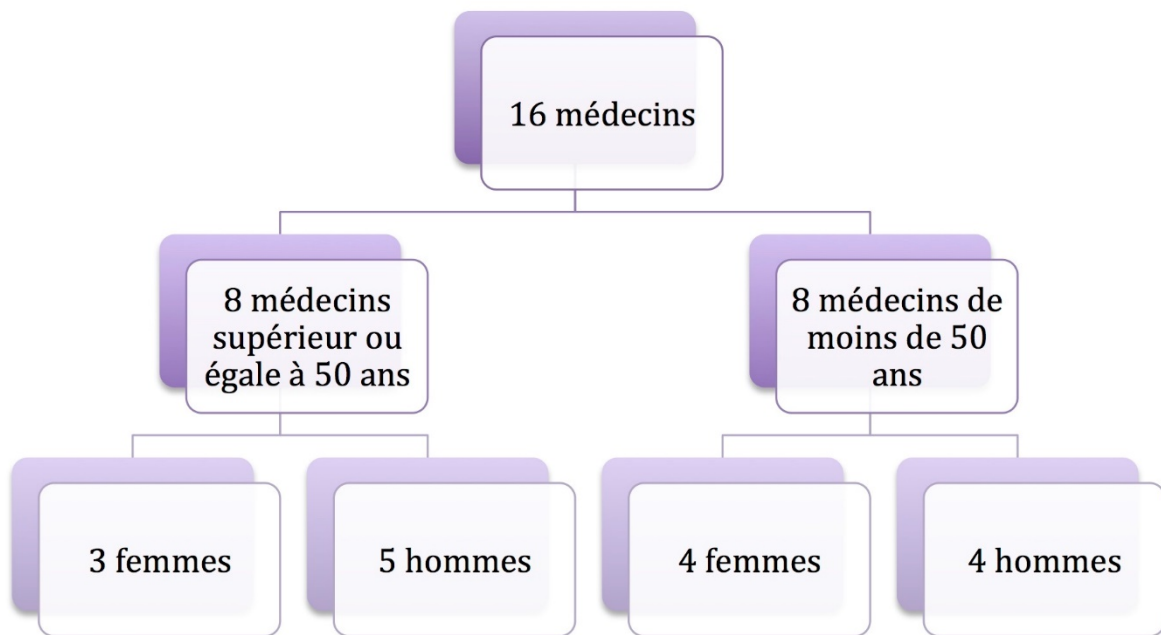 16 médecins
8 médecins
supérieur ou
égale à 50 ans
8 médecins de
moins de 50
ans
3 femmes
5 hommes
4 femmes
4 hommes